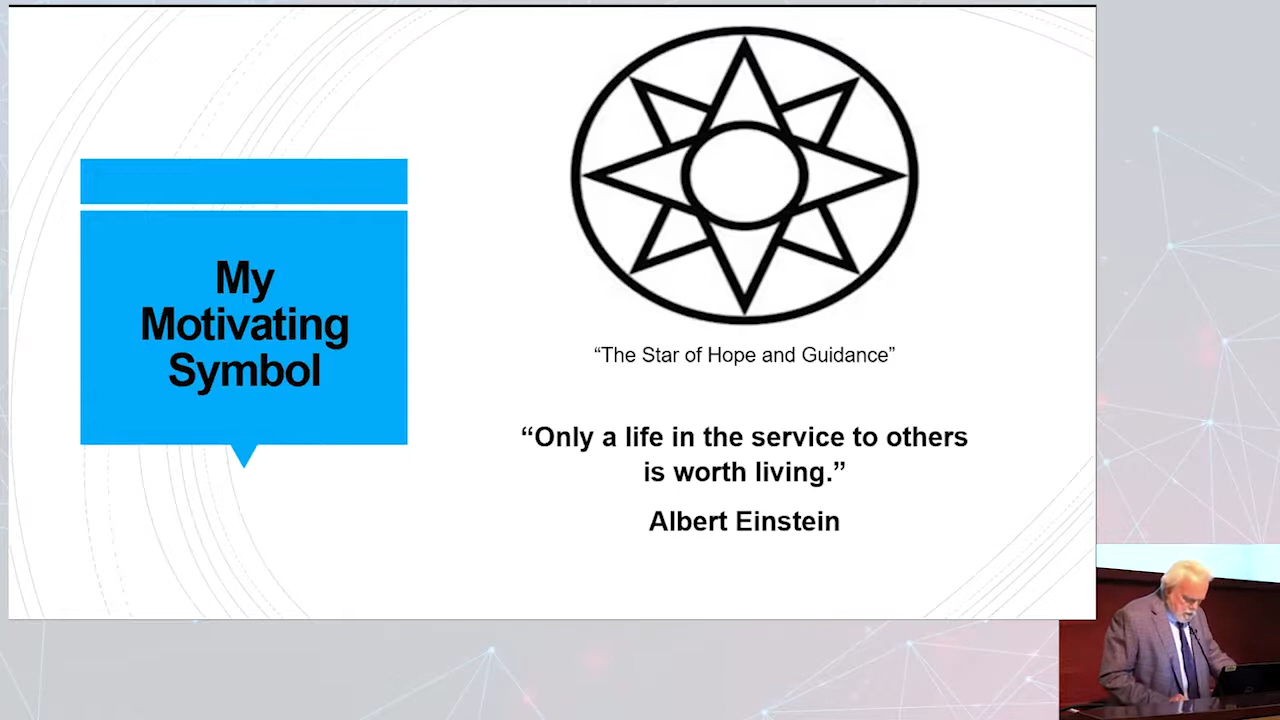 My
Motivating
Symbol
“The Star of Hope and Guidance”
“Only a life in the service to others
is worth living.”
Albert Einstein